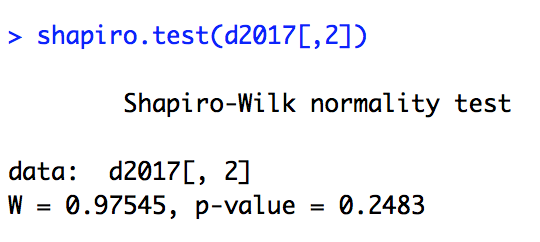 > shapiro.test(d2017[,2])
Shapiro-Wilk normality test
data:  d2017[, 2]
W = 0.97545, p-value = 0.2483